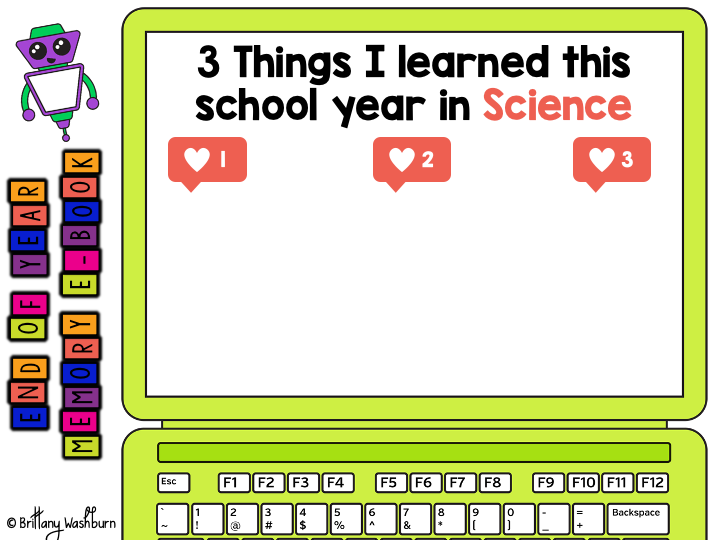 3 Things I learned this
school year in Science
1
2
3
END OF YEAR
MEMORY E-BOOK
Esc
F1 F2 F3 F4
F5 F6 F7 F8
F9 F10 F11 F12
` 1 2 3 4 5 6 7 8 9 0 - = Backspace
~ ! @ # $ % ^ & * [ ] _ +
© Brittany Washburn